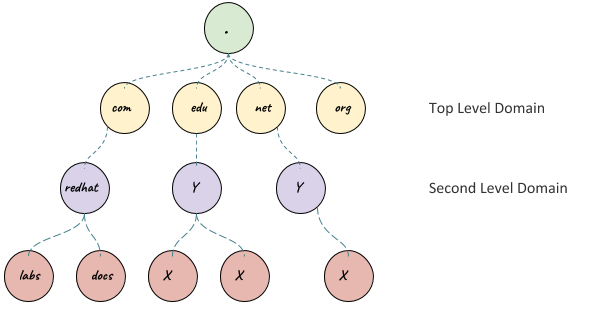 .
com edu net org Top Level Domain
redhat Y Y Second Level Domain
labs docs X X X